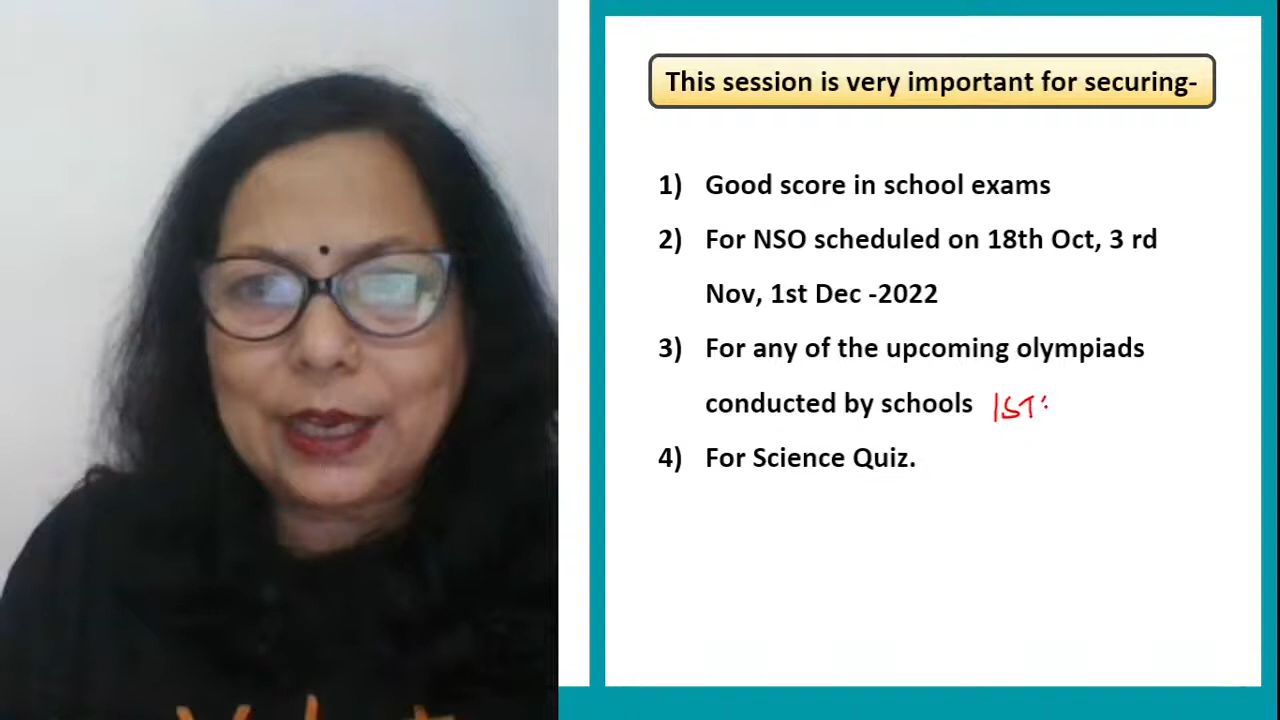 This session is very important for securing-
1) Good score in school exams
2) For NSO scheduled on 18th Oct, 3 rd
Nov, 1st Dec -2022
3) For any of the upcoming olympiads
conducted by schools IST:
4) For Science Quiz.